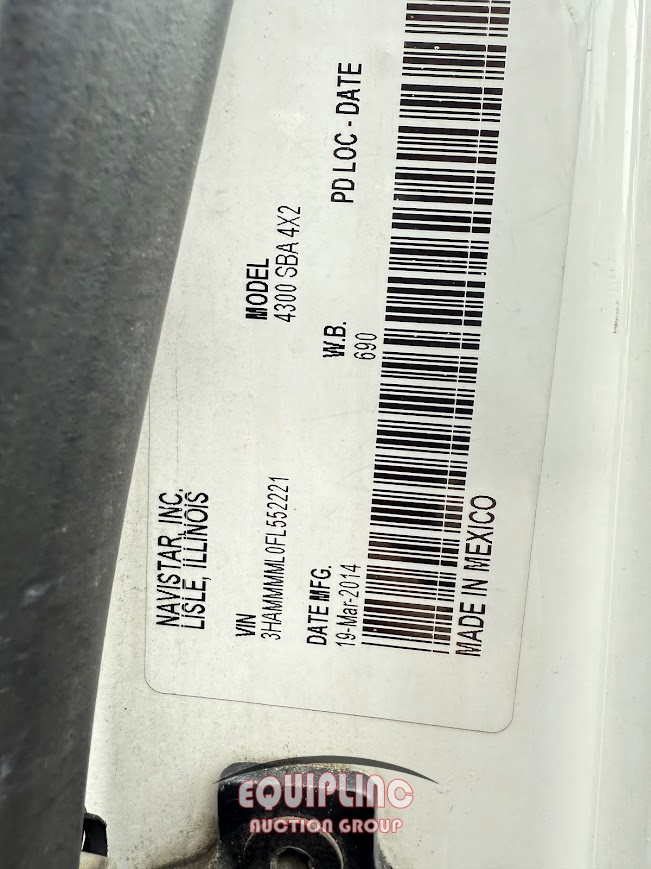 NAVISTAR, INC.
LISLE, ILLINOIS
VIN
3HAMMMML0FL552221
MODEL
4300 SBA 4X2
DATE MFG.
19-Mar-2014
W.B.
690
PD LOC - DATE
MADE IN MEXICO
EQUIPLINC
AUCTION GROUP